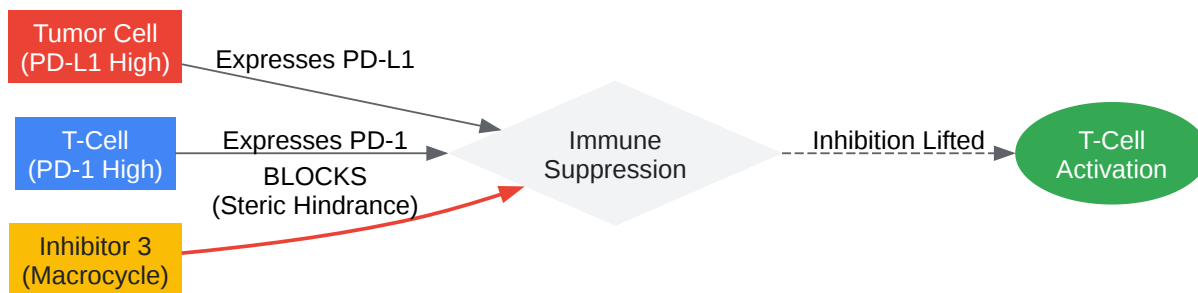 Tumor Cell
(PD-L1 High)
Expresses PD-L1
T-Cell
(PD-1 High)
Expresses PD-1
BLOCKS
(Steric Hindrance)
Inhibitor 3
(Macrocycle)
Immune
Suppression
Inhibition Lifted
T-Cell
Activation